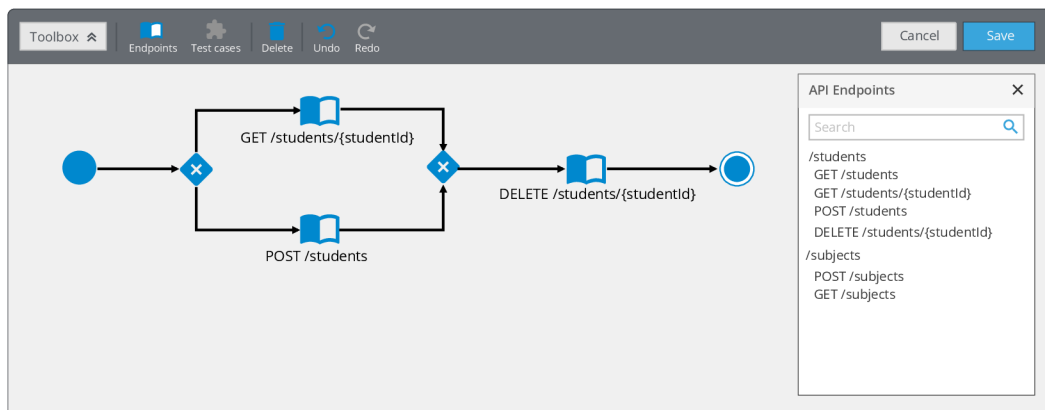 Toolbox
Endpoints
Test cases
Delete
Undo
Redo
Cancel
Save
GET /students/{studentId}
DELETE /students/{studentId}
POST /students
API Endpoints
Search
/students
GET /students
GET /students/{studentId}
POST /students
DELETE /students/{studentId}
/subjects
POST /subjects
GET /subjects